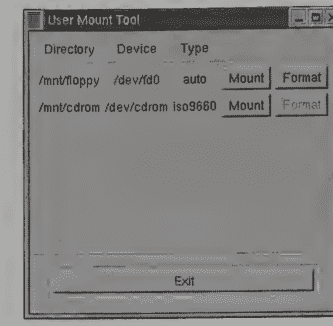 User Mount Tool
Directory Device Type
/mnt/floppy /dev/fd0 auto Mount Format
/mnt/cdrom /dev/cdrom iso9660 Mount Format
Exit